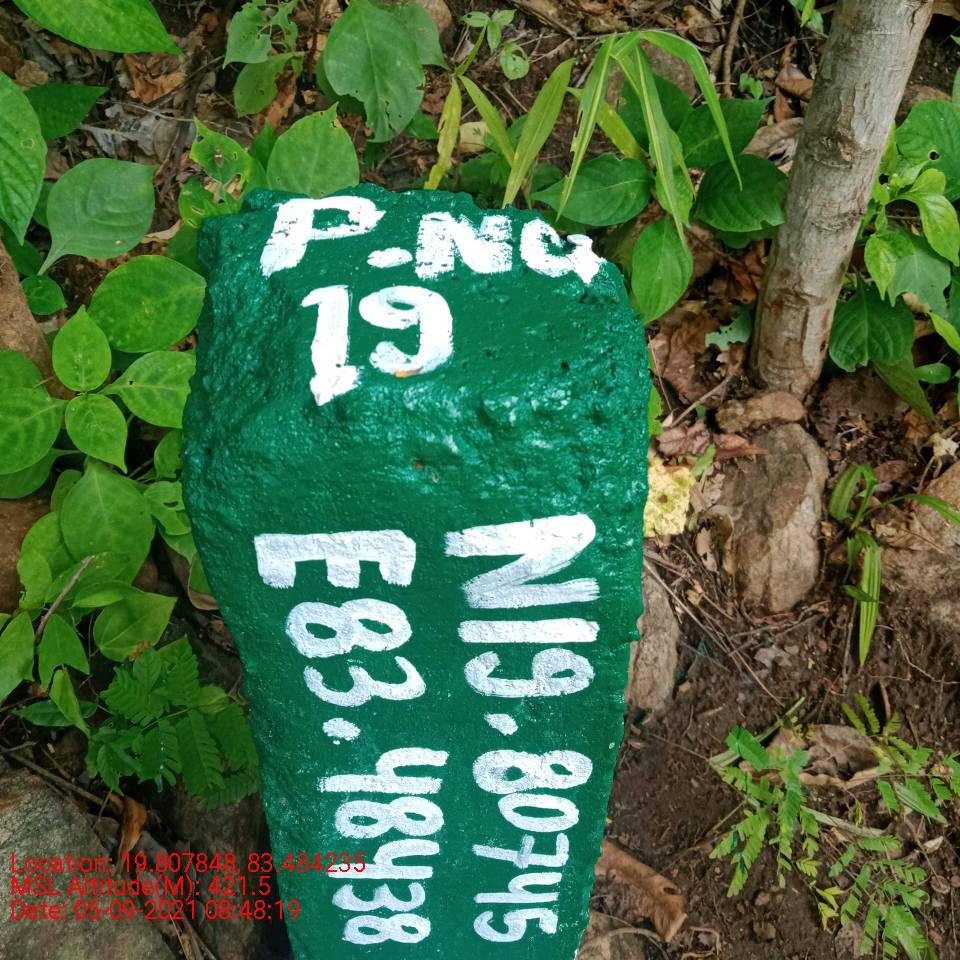 P.NO
19
N19.80745
E83.48438
Location: 19.807848, 83.484235
MSL Altitude(M): 421.5
Date: 05-09-2021 08:48:19